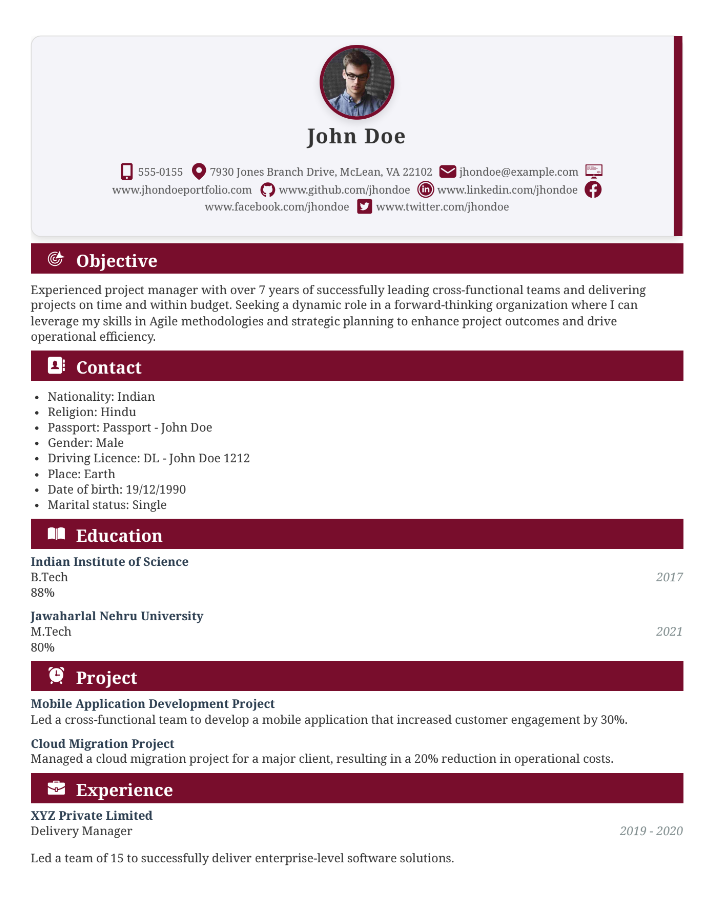 John Doe
555-0155 7930 Jones Branch Drive, McLean, VA 22102 jhondoe@example.com
www.jhondoeportfolio.com www.github.com/jhondoe www.linkedin.com/jhondoe
www.facebook.com/jhondoe www.twitter.com/jhondoe
Objective
Experienced project manager with over 7 years of successfully leading cross-functional teams and delivering
projects on time and within budget. Seeking a dynamic role in a forward-thinking organization where I can
leverage my skills in Agile methodologies and strategic planning to enhance project outcomes and drive
operational efficiency.
Contact
• Nationality: Indian
• Religion: Hindu
• Passport: Passport - John Doe
• Gender: Male
• Driving Licence: DL - John Doe 1212
• Place: Earth
• Date of birth: 19/12/1990
• Marital status: Single
Education
Indian Institute of Science
B.Tech 2017
88%
Jawaharlal Nehru University
M.Tech 2021
80%
Project
Mobile Application Development Project
Led a cross-functional team to develop a mobile application that increased customer engagement by 30%.
Cloud Migration Project
Managed a cloud migration project for a major client, resulting in a 20% reduction in operational costs.
Experience
XYZ Private Limited
Delivery Manager 2019 - 2020
Led a team of 15 to successfully deliver enterprise-level software solutions.